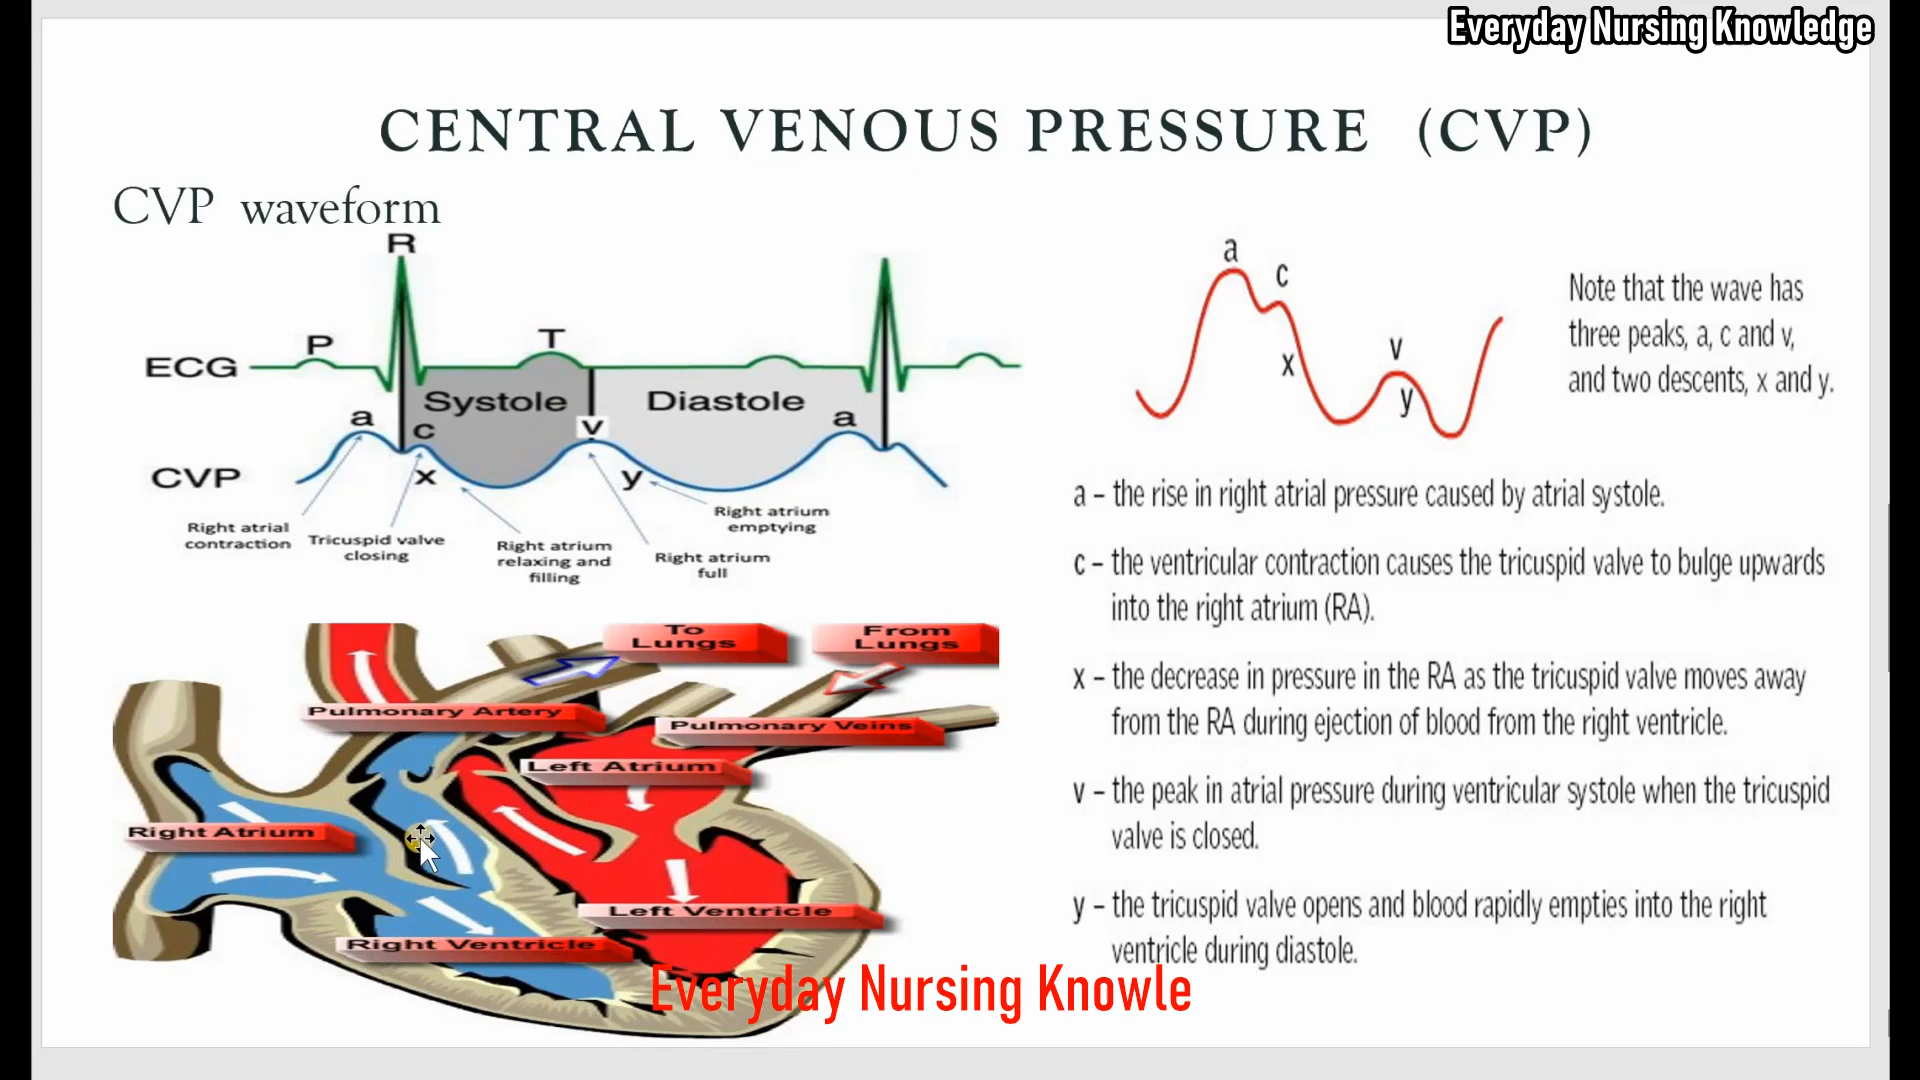 Everyday Nursing Knowledge
CENTRAL VENOUS PRESSURE (CVP)
CVP waveform
R
P
T
ECG
Systole
Diastole
a
c
v
a
CVP
x
y
Right atrial
contraction
Tricuspid valve
closing
Right atrium
relaxing and
filling
Right atrium
full
Right atrium
emptying
a
c
x
v
y
Note that the wave has
three peaks, a, c and v,
and two descents, x and y.
a – the rise in right atrial pressure caused by atrial systole.
c – the ventricular contraction causes the tricuspid valve to bulge upwards
into the right atrium (RA).
x – the decrease in pressure in the RA as the tricuspid valve moves away
from the RA during ejection of blood from the right ventricle.
v – the peak in atrial pressure during ventricular systole when the tricuspid
valve is closed.
y – the tricuspid valve opens and blood rapidly empties into the right
ventricle during diastole.
To
Lungs
From
Lungs
Pulmonary Artery
Pulmonary Veins
Left Atrium
Right Atrium
Left Ventricle
Right Ventricle
Everyday Nursing Knowle